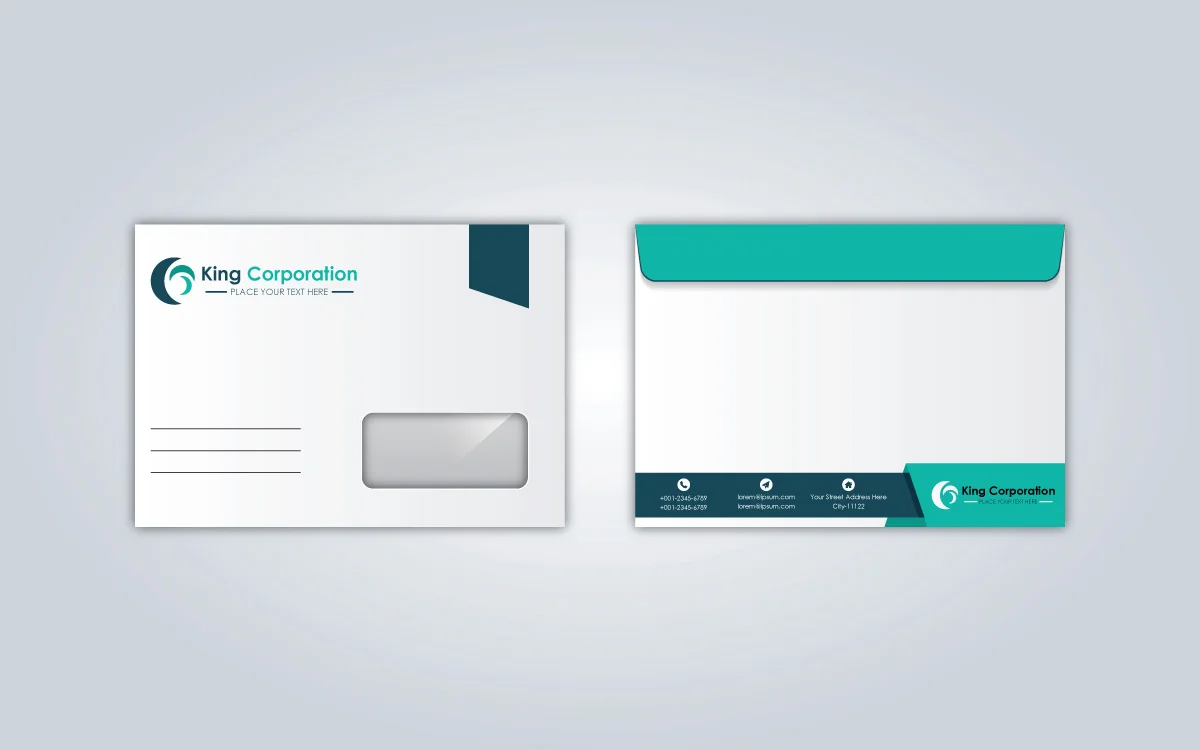 King Corporation
PLACE YOUR TEXT HERE
+001-2345-6789
+001-2345-6789
lorem@ipsum.com
lorem@ipsum.com
Your Street Address Here
City-11122
King Corporation
PLACE YOUR TEXT HERE